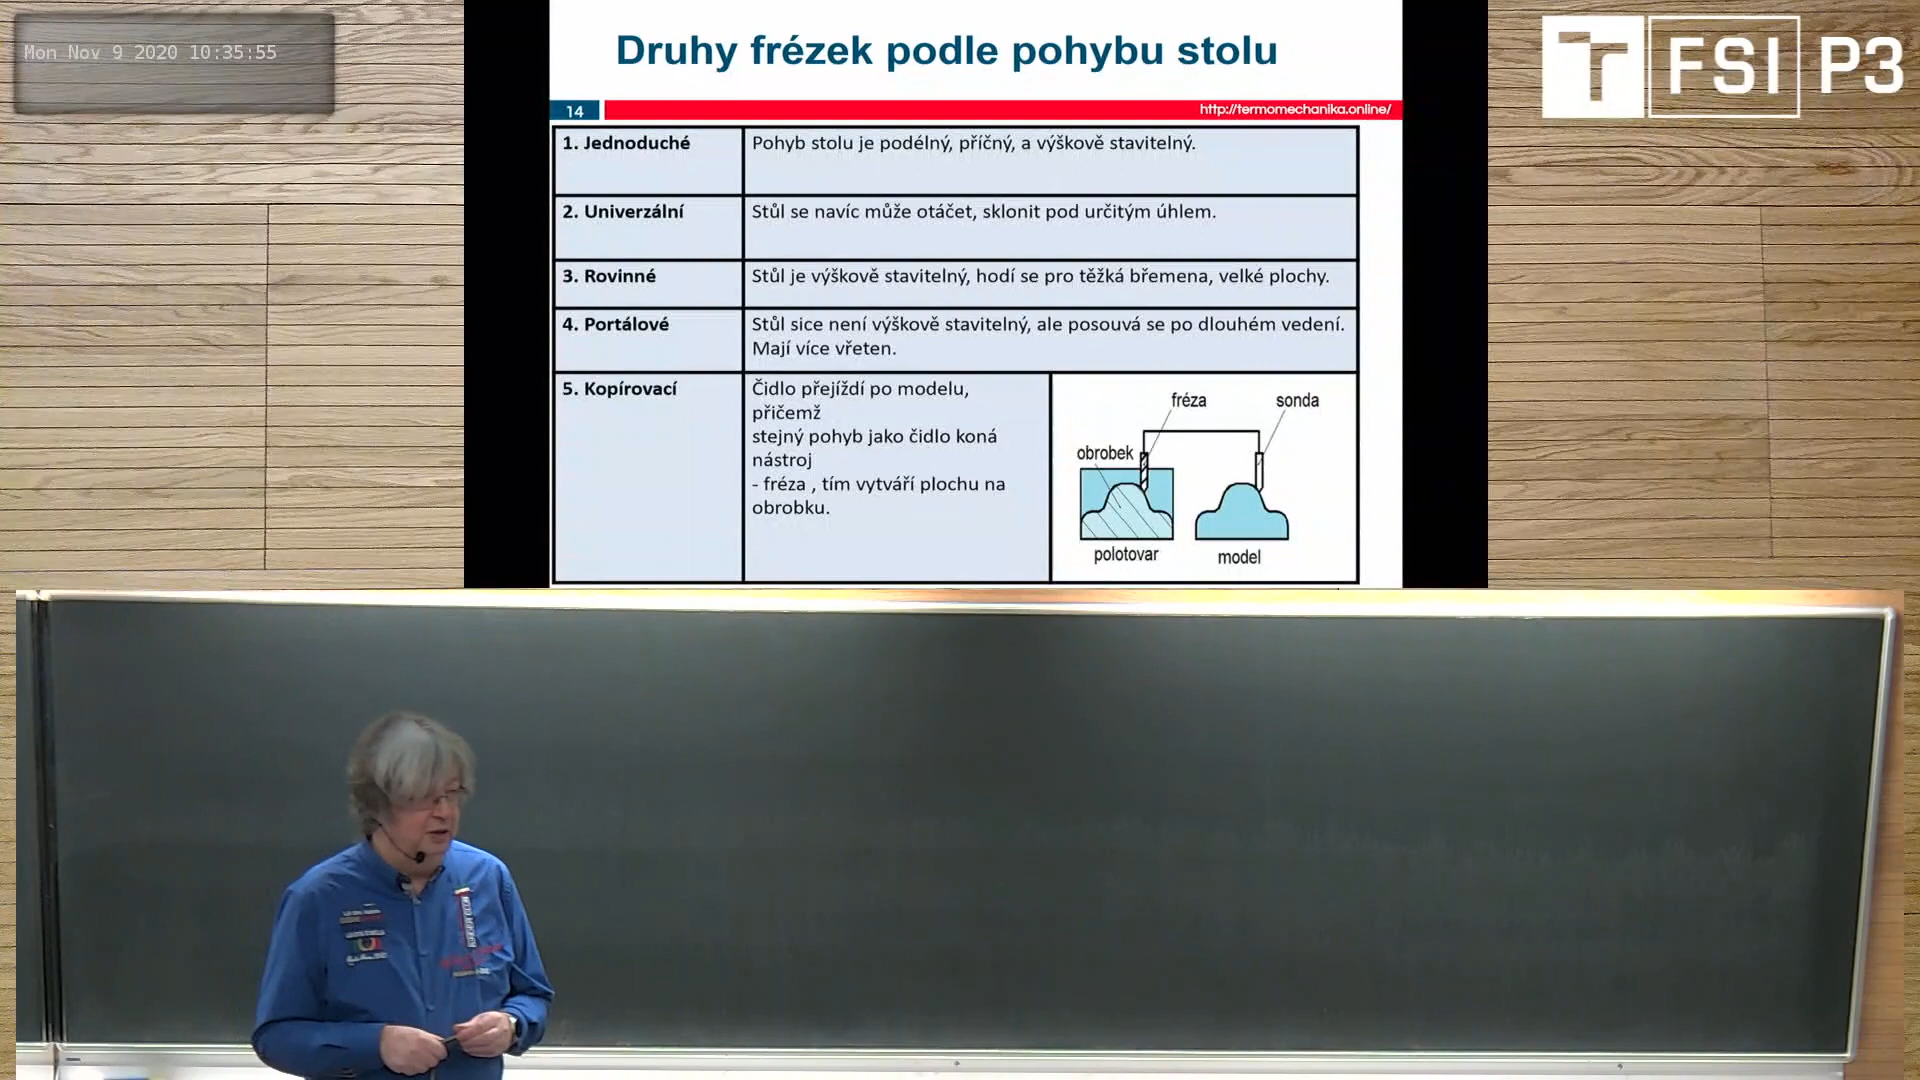 Mon Nov 9 2020 10:35:55
Druhy frézek podle pohybu stolu
T FSI P3
14
http://termomechanika.online/
1. Jednoduché
Pohyb stolu je podélný, příčný, a výškově stavitelný.
2. Univerzální
Stůl se navíc může otáčet, sklonit pod určitým úhlem.
3. Rovinné
Stůl je výškově stavitelný, hodí se pro těžká břemena, velké plochy.
4. Portálové
Stůl sice není výškově stavitelný, ale posouvá se po dlouhém vedení.
Mají více vřeten.
5. Kopírovací
Čidlo přejíždí po modelu,
přičemž
stejný pohyb jako čidlo koná
nástroj
- fréza , tím vytváří plochu na
obrobku.
fréza
sonda
obrobek
polotovar
model